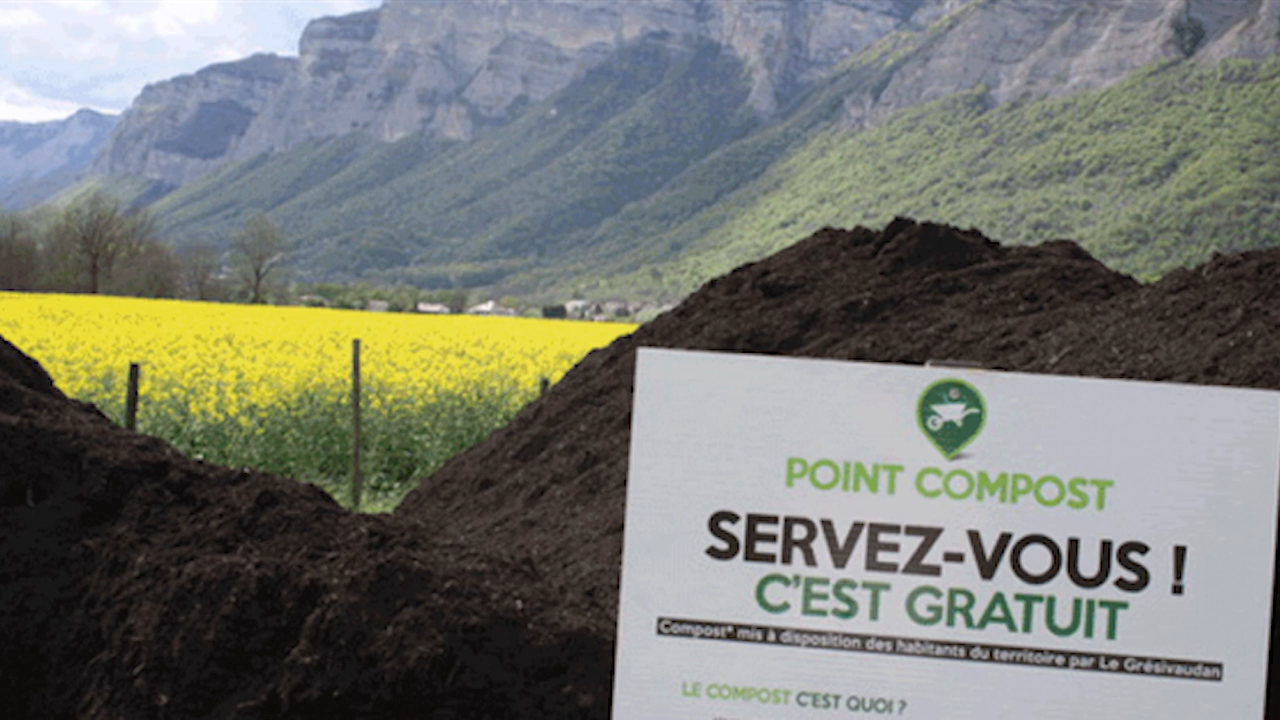 POINT COMPOST
SERVEZ-VOUS !
C'EST GRATUIT
Compost* mis à disposition des habitants du territoire par Le Grésivaudan
LE COMPOST C'EST QUOI ?